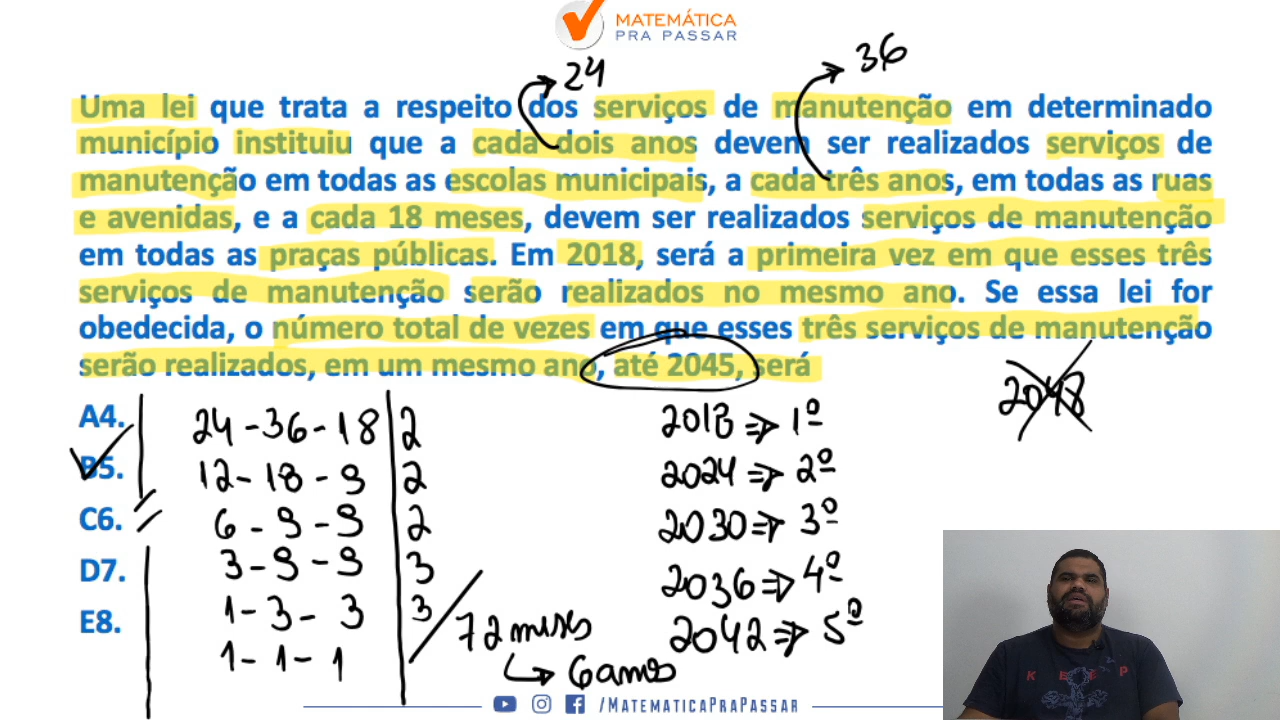 MATEMÁTICA
PRA PASSAR
24
36
Uma lei que trata a respeito dos serviços de manutenção em determinado
município instituiu que a cada dois anos devem ser realizados serviços de
manutenção em todas as escolas municipais, a cada três anos, em todas as ruas
e avenidas, e a cada 18 meses, devem ser realizados serviços de manutenção
em todas as praças públicas. Em 2018, será a primeira vez em que esses três
serviços de manutenção serão realizados no mesmo ano. Se essa lei for
obedecida, o número total de vezes em que esses três serviços de manutenção
serão realizados, em um mesmo ano, até 2045, será
2048
A4.
B5.
C6.
D7.
E8.
24 - 36 - 18 | 2
12 - 18 - 9 | 2
6 - 9 - 9 | 2
3 - 9 - 9 | 3
1 - 3 - 3 | 3
1 - 1 - 1
72 meses
6 anos
2018 ⇒ 1º
2024 ⇒ 2º
2030 ⇒ 3º
2036 ⇒ 4º
2042 ⇒ 5º
K E E P
/MATEMATICAPRAPASSAR